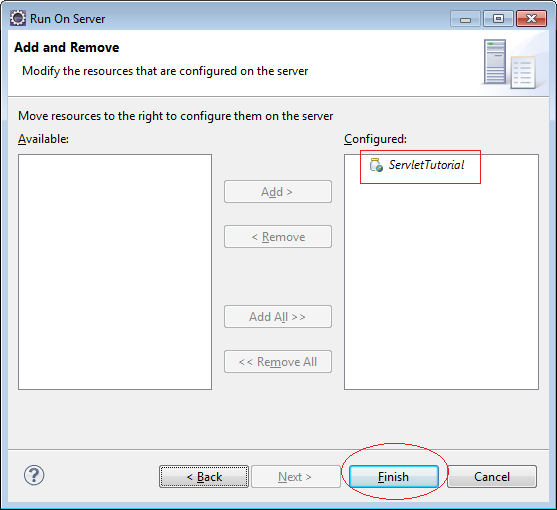 Run On Server
Add and Remove
Modify the resources that are configured on the server
Move resources to the right to configure them on the server
Available:
Configured:
ServletTutorial
Add >
< Remove
Add All >>
<< Remove All
?
< Back
Next >
Finish
Cancel